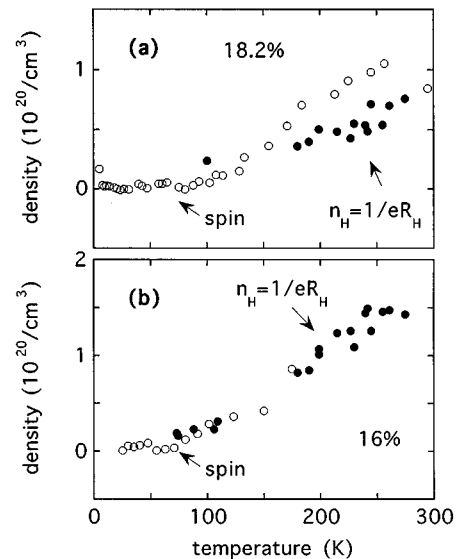 (a)
18.2%
1
0
density (10^20/cm^3)
n_H=1/eR_H
spin
(b)
2
1
0
density (10^20/cm^3)
n_H=1/eR_H
spin
16%
0
100
200
300
temperature (K)